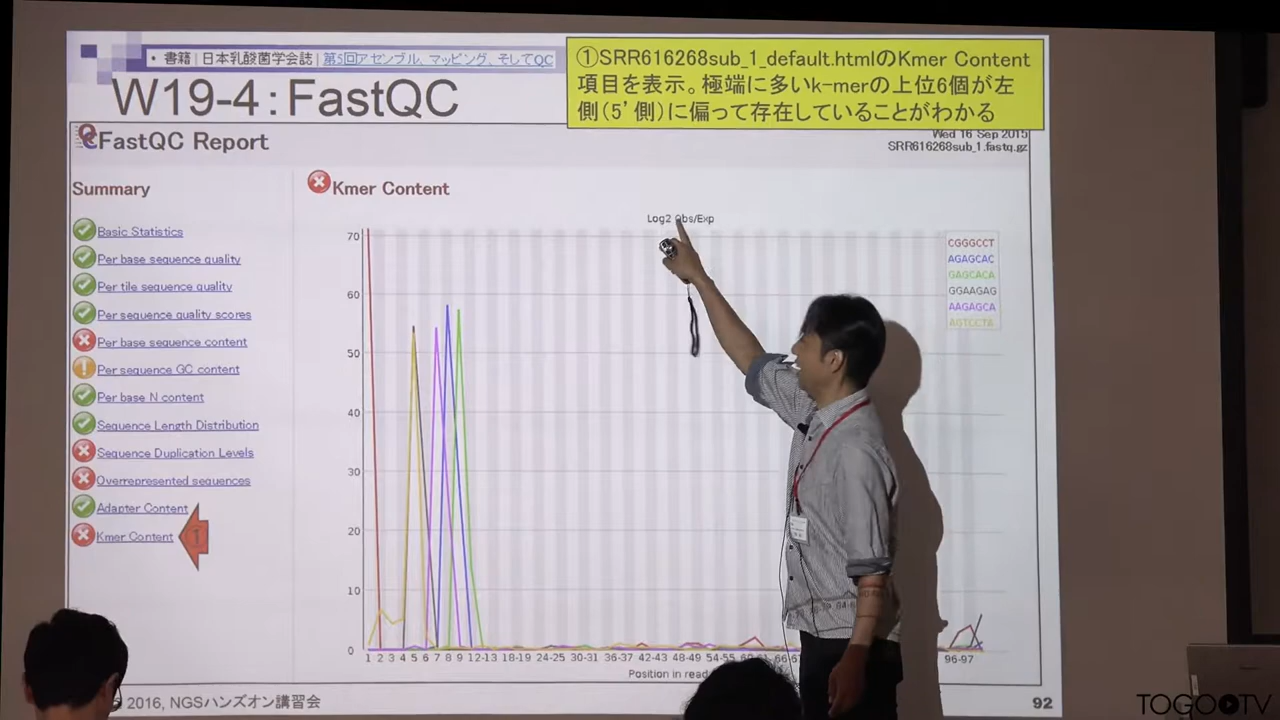 • 書籍 | 日本乳酸菌学会誌 | 第5回アセンブル、マッピング、そしてQC
W19-4：FastQC
①SRR616268sub_1_default.htmlのKmer Content
項目を表示。極端に多いk-merの上位6個が左
側（5'側）に偏って存在していることがわかる
FastQC Report
Wed 16 Sep 2015
SRR616268sub_1.fastq.gz
Summary
Basic Statistics
Per base sequence quality
Per tile sequence quality
Per sequence quality scores
Per base sequence content
Per sequence GC content
Per base N content
Sequence Length Distribution
Sequence Duplication Levels
Overrepresented sequences
Adapter Content
Kmer Content
①
Kmer Content
Log2 Obs/Exp
CGGGCCT
AGAGCAC
GAGCACA
GGAAGAG
AAGAGCA
AGTCCTA
70
60
50
40
30
20
10
0
1 2 3 4 5 6 7 8 9 12-13 18-19 24-25 30-31 36-37 42-43 48-49 54-55 60-61 66-67 96-97
Position in read
2016, NGSハンズオン講習会
92
TOGOTV